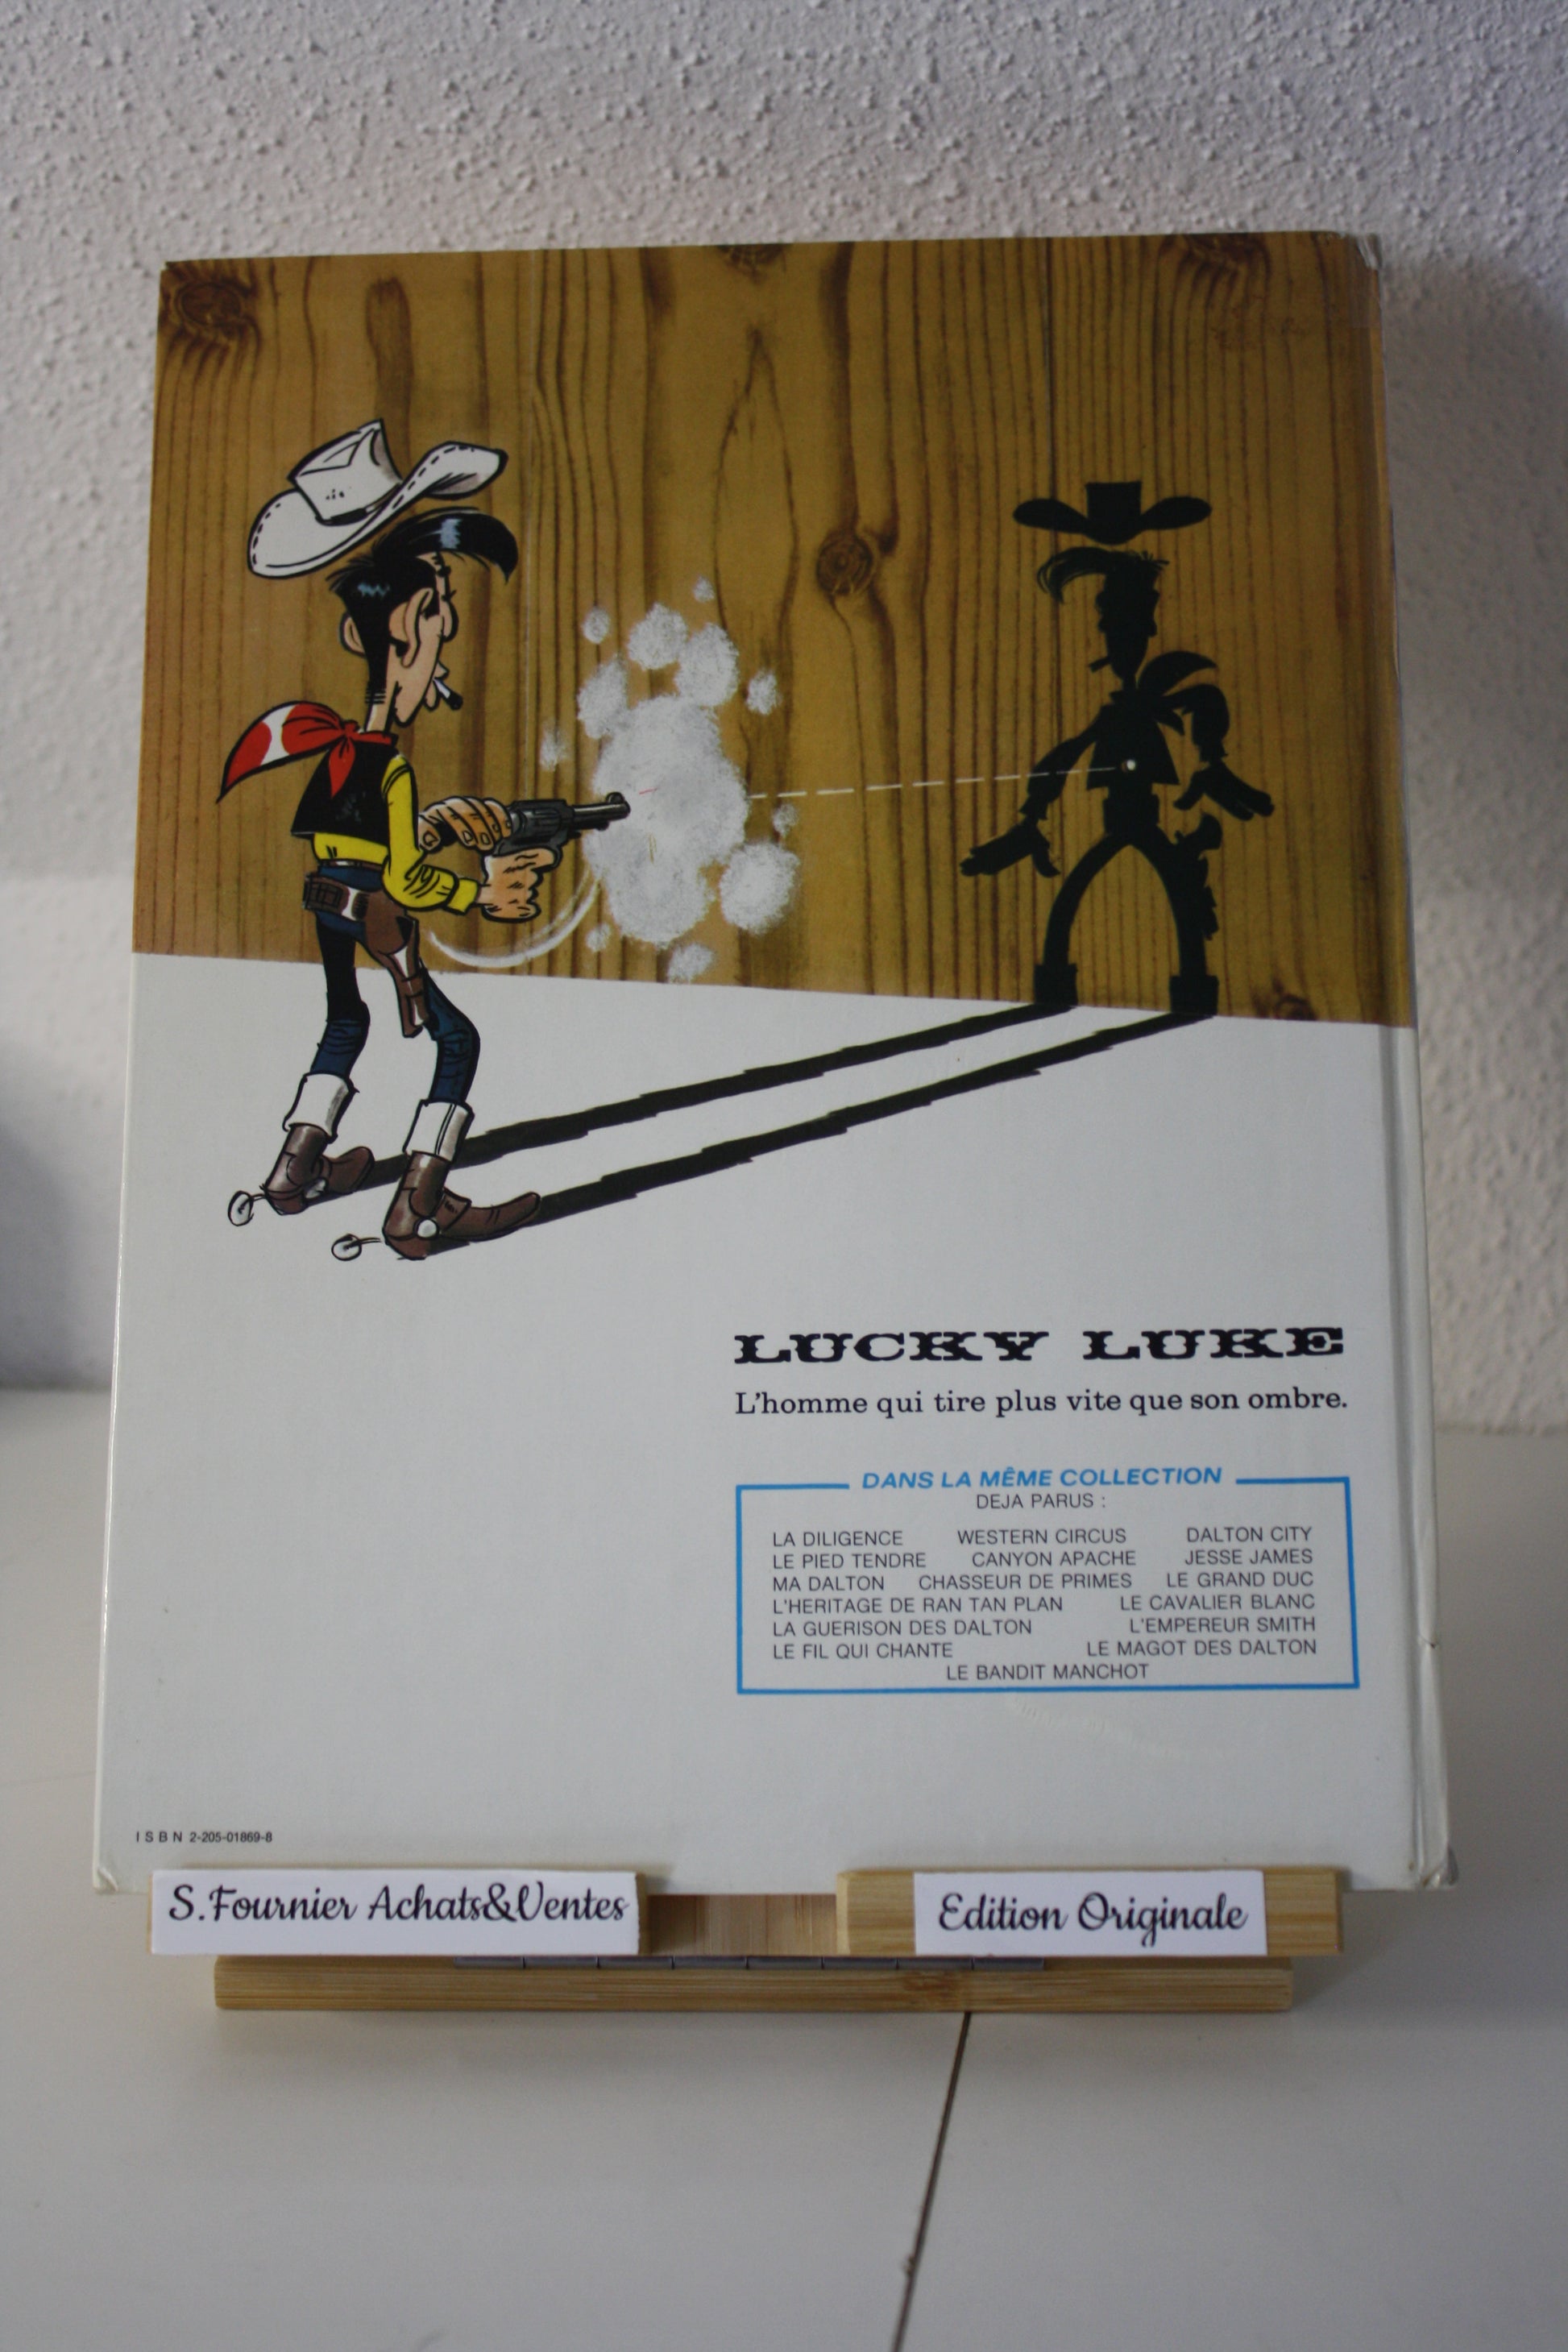 LUCKY LUKE
L'homme qui tire plus vite que son ombre.
DANS LA MÊME COLLECTION
DEJA PARUS :
LA DILIGENCE WESTERN CIRCUS DALTON CITY
LE PIED TENDRE CANYON APACHE JESSE JAMES
MA DALTON CHASSEUR DE PRIMES LE GRAND DUC
L'HERITAGE DE RAN TAN PLAN LE CAVALIER BLANC
LA GUERISON DES DALTON L'EMPEREUR SMITH
LE FIL QUI CHANTE LE MAGOT DES DALTON
LE BANDIT MANCHOT
ISBN 2-205-01869-8
S.Fournier Achats&Ventes
Edition Originale